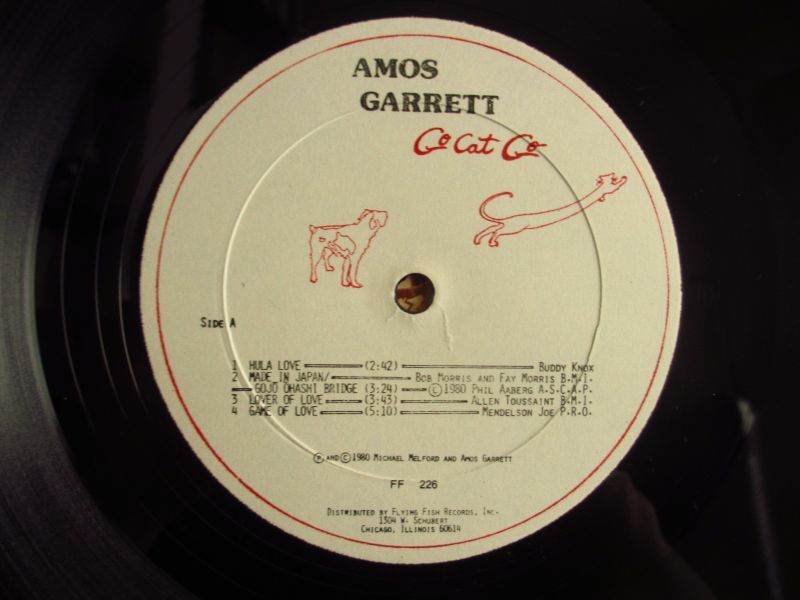 AMOS
GARRETT
Go Cat Go
SIDE A
1 HULA LOVE (2:42) BUDDY KNOX
2 MADE IN JAPAN/ BOB MORRIS AND FAY MORRIS B.M.I.
GOJO OHASHI BRIDGE (3:24) ©1980 PHIL AABERG A.S.C.A.P.
3 LOVER OF LOVE (3:43) ALLEN TOUSSAINT B.M.I.
4 GAME OF LOVE (5:10) MENDELSON JOE P.R.O.
℗ AND © 1980 MICHAEL MELFORD AND AMOS GARRETT
FF 226
DISTRIBUTED BY FLYING FISH RECORDS, INC.
1304 W. SCHUBERT
CHICAGO, ILLINOIS 60614